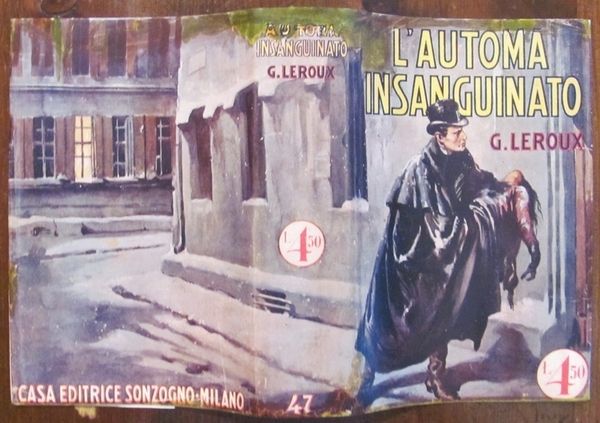 AUTOMA
INSANGUINATO
G. LEROUX
L. 4 50
47
L'AUTOMA
INSANGUINATO
G. LEROUX
L. 4 50
CASA EDITRICE SONZOGNO-MILANO